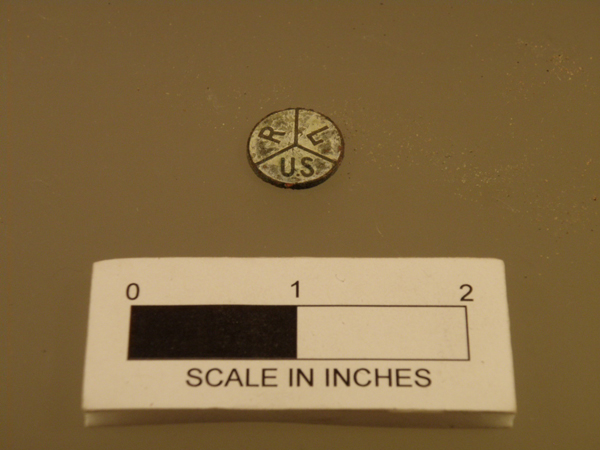 R L
U.S
0 1 2
SCALE IN INCHES